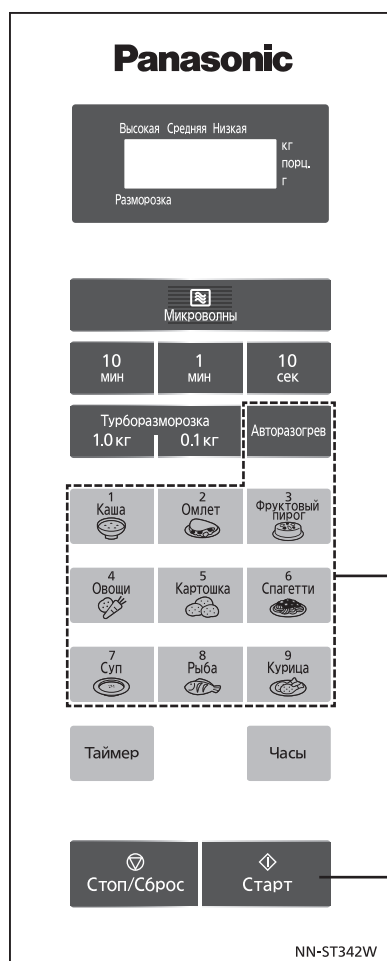 Panasonic
Высокая Средняя Низкая
кг
порц.
г
Разморозка
Микроволны
10 мин
1 мин
10 сек
Турборазморозка
1.0 кг 0.1 кг
Авторазогрев
1 Каша
2 Омлет
3 Фруктовый пирог
4 Овощи
5 Картошка
6 Спагетти
7 Суп
8 Рыба
9 Курица
Таймер
Часы
Стоп/Сброс
Старт
NN-ST342W